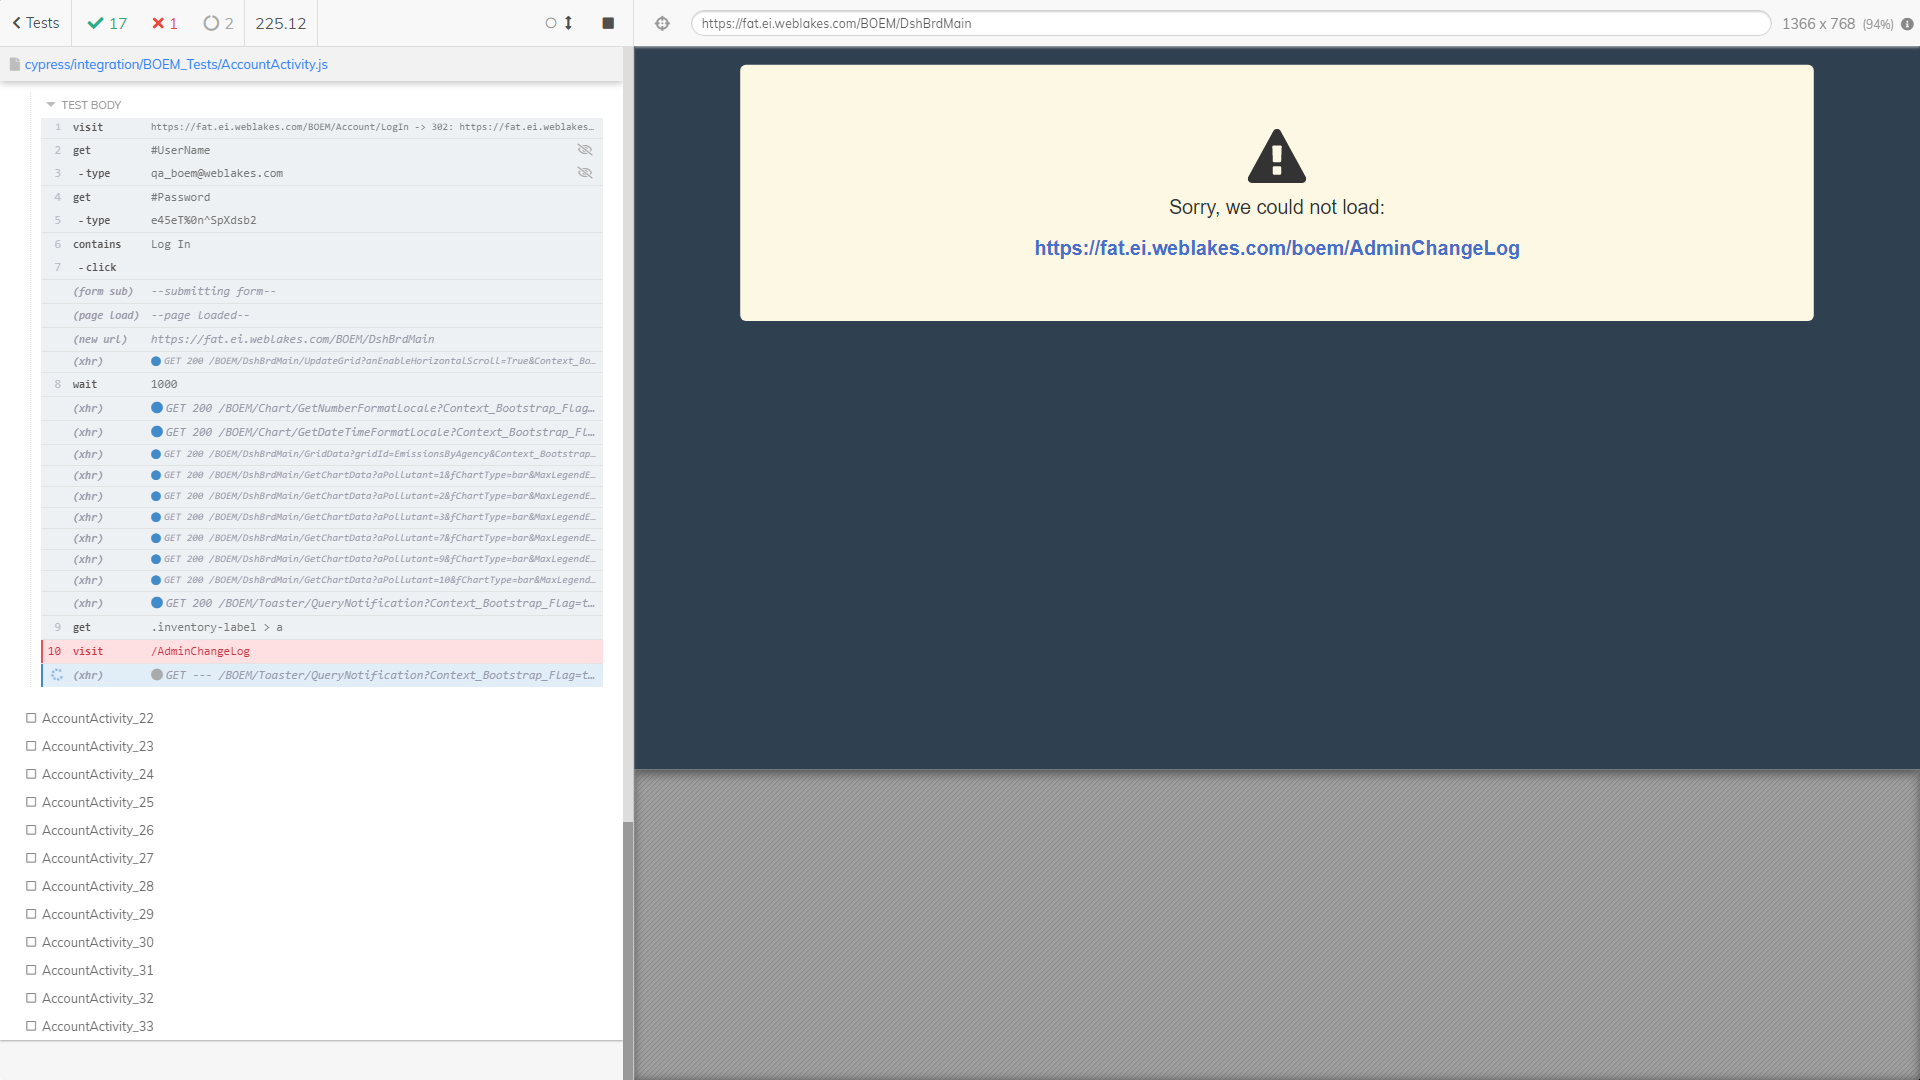 Tests
17
1
2
225.12
https://fat.ei.weblakes.com/BOEM/DshBrdMain
1366 x 768 (94%)
cypress/integration/BOEM_Tests/AccountActivity.js
TEST BODY
1 visit https://fat.ei.weblakes.com/BOEM/Account/LogIn -> 302: https://fat.ei.weblakes…
2 get #UserName
3 -type qa_boem@weblakes.com
4 get #Password
5 -type e45eT%0n^SpXdsb2
6 contains Log In
7 -click
(form sub) --submitting form--
(page load) --page loaded--
(new url) https://fat.ei.weblakes.com/BOEM/DshBrdMain
(xhr) GET 200 /BOEM/DshBrdMain/UpdateGrid?anEnableHorizontalScroll=True&Context_Bo…
8 wait 1000
(xhr) GET 200 /BOEM/Chart/GetNumberFormatLocale?Context_Bootstrap_Flag…
(xhr) GET 200 /BOEM/Chart/GetDateTimeFormatLocale?Context_Bootstrap_Fl…
(xhr) GET 200 /BOEM/DshBrdMain/GridData?gridId=EmissionsByAgency&Context_Bootstrap…
(xhr) GET 200 /BOEM/DshBrdMain/GetChartData?aPollutant=1&fChartType=bar&MaxLegendE…
(xhr) GET 200 /BOEM/DshBrdMain/GetChartData?aPollutant=2&fChartType=bar&MaxLegendE…
(xhr) GET 200 /BOEM/DshBrdMain/GetChartData?aPollutant=3&fChartType=bar&MaxLegendE…
(xhr) GET 200 /BOEM/DshBrdMain/GetChartData?aPollutant=7&fChartType=bar&MaxLegendE…
(xhr) GET 200 /BOEM/DshBrdMain/GetChartData?aPollutant=9&fChartType=bar&MaxLegendE…
(xhr) GET 200 /BOEM/DshBrdMain/GetChartData?aPollutant=10&fChartType=bar&MaxLegend…
(xhr) GET 200 /BOEM/Toaster/QueryNotification?Context_Bootstrap_Flag=t…
9 get .inventory-label > a
10 visit /AdminChangeLog
(xhr) GET --- /BOEM/Toaster/QueryNotification?Context_Bootstrap_Flag=t…
AccountActivity_22
AccountActivity_23
AccountActivity_24
AccountActivity_25
AccountActivity_26
AccountActivity_27
AccountActivity_28
AccountActivity_29
AccountActivity_30
AccountActivity_31
AccountActivity_32
AccountActivity_33
Sorry, we could not load:
https://fat.ei.weblakes.com/boem/AdminChangeLog